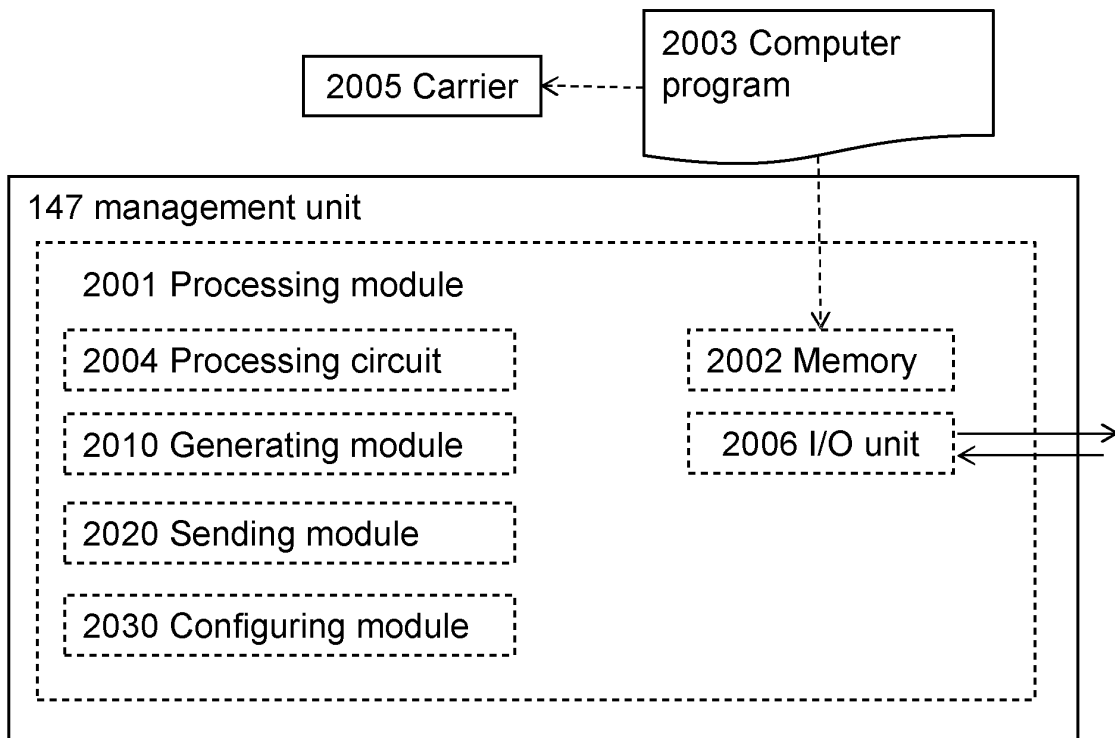 2003 Computer
program
2005 Carrier
147 management unit
2001 Processing module
2004 Processing circuit
2002 Memory
2010 Generating module
2006 I/O unit
2020 Sending module
2030 Configuring module